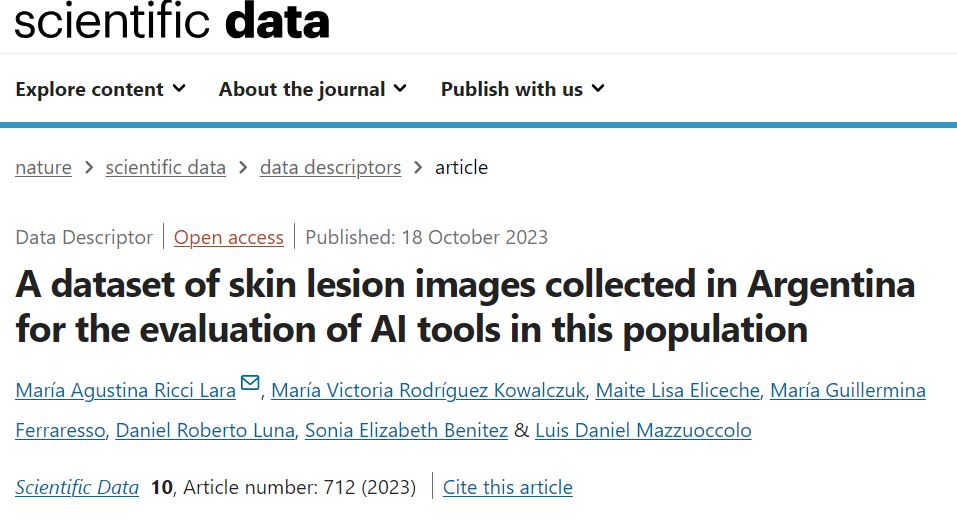 scientific data
Explore content About the journal Publish with us
nature > scientific data > data descriptors > article
Data Descriptor | Open access | Published: 18 October 2023
A dataset of skin lesion images collected in Argentina
for the evaluation of AI tools in this population
María Agustina Ricci Lara, María Victoria Rodríguez Kowalczuk, Maite Lisa Eliceche, María Guillermina
Ferraresso, Daniel Roberto Luna, Sonia Elizabeth Benitez & Luis Daniel Mazzuoccolo
Scientific Data 10, Article number: 712 (2023) | Cite this article